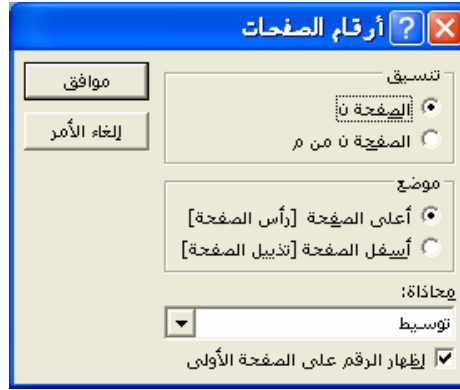 أرقام الصفحات
تنسيق
موافق
الصفحة ن
إلغاء الأمر
الصفحة ن من م
موضع
أعلى الصفحة [رأس الصفحة]
أسفل الصفحة [تذييل الصفحة]
محاذاة:
توسيط
إظهار الرقم على الصفحة الأولى